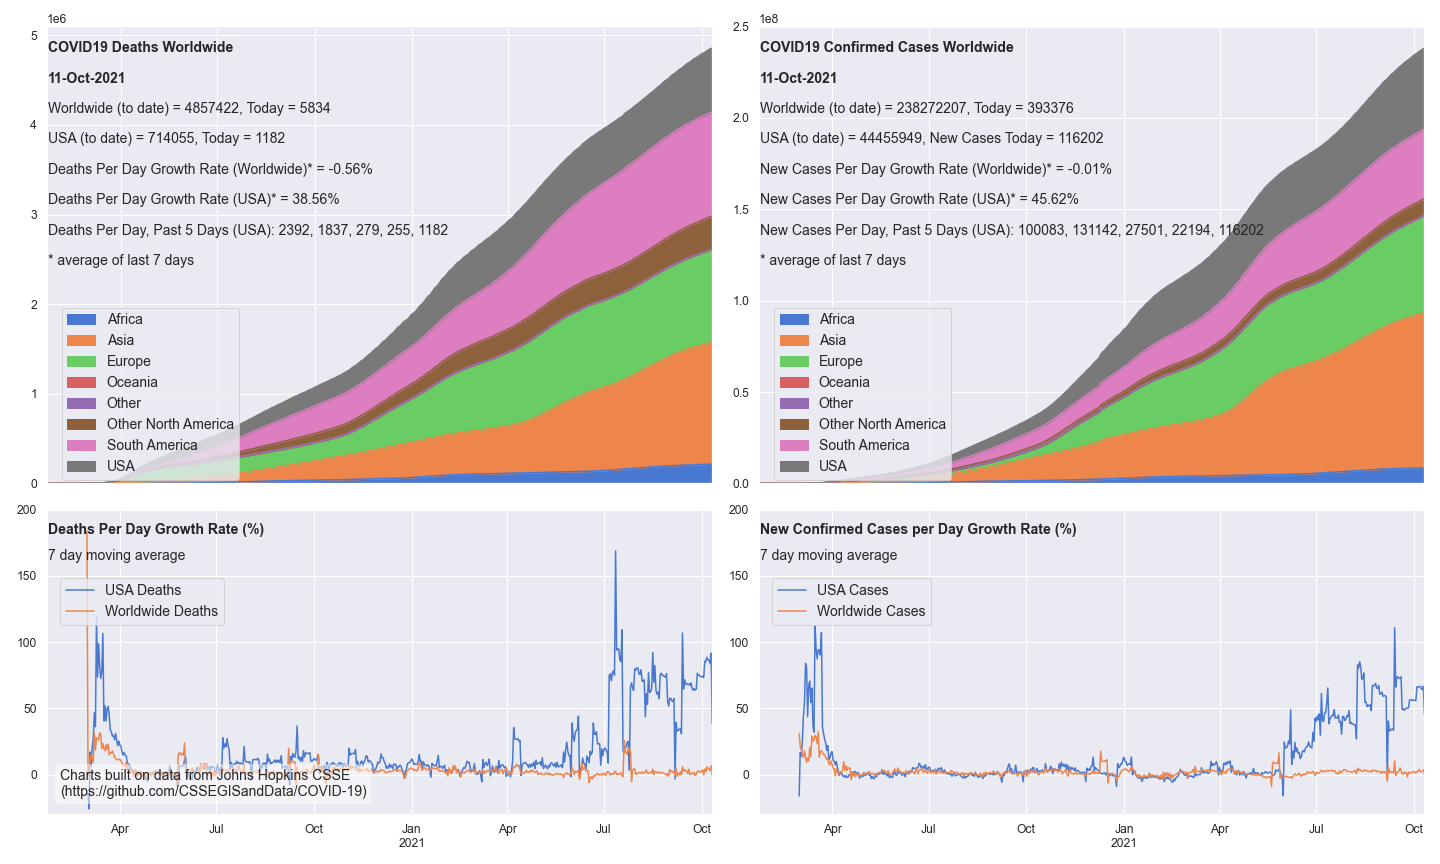 1e6
COVID19 Deaths Worldwide
11-Oct-2021
Worldwide (to date) = 4857422, Today = 5834
USA (to date) = 714055, Today = 1182
Deaths Per Day Growth Rate (Worldwide)* = -0.56%
Deaths Per Day Growth Rate (USA)* = 38.56%
Deaths Per Day, Past 5 Days (USA): 2392, 1837, 279, 255, 1182
* average of last 7 days
Africa
Asia
Europe
Oceania
Other
Other North America
South America
USA
5
4
3
2
1
0
1e8
COVID19 Confirmed Cases Worldwide
11-Oct-2021
Worldwide (to date) = 238272207, Today = 393376
USA (to date) = 44455949, New Cases Today = 116202
New Cases Per Day Growth Rate (Worldwide)* = -0.01%
New Cases Per Day Growth Rate (USA)* = 45.62%
New Cases Per Day, Past 5 Days (USA): 100083, 131142, 27501, 22194, 116202
* average of last 7 days
Africa
Asia
Europe
Oceania
Other
Other North America
South America
USA
2.5
2.0
1.5
1.0
0.5
0.0
Deaths Per Day Growth Rate (%)
7 day moving average
USA Deaths
Worldwide Deaths
200
150
100
50
0
Charts built on data from Johns Hopkins CSSE
(https://github.com/CSSEGISandData/COVID-19)
Apr Jul Oct Jan Apr Jul Oct
2021
New Confirmed Cases per Day Growth Rate (%)
7 day moving average
USA Cases
Worldwide Cases
200
150
100
50
0
Apr Jul Oct Jan Apr Jul Oct
2021